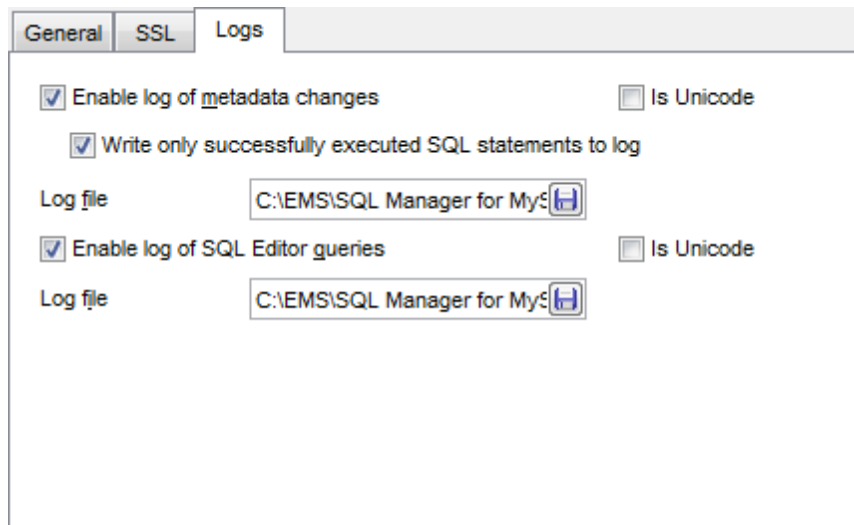 General SSL Logs
Enable log of metadata changes Is Unicode
Write only successfully executed SQL statements to log
Log file C:\EMS\SQL Manager for MyS
Enable log of SQL Editor queries Is Unicode
Log file C:\EMS\SQL Manager for MyS